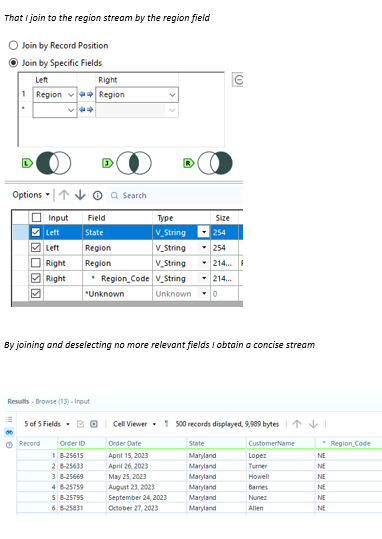 That I join to the region stream by the region field
Join by Record Position
Join by Specific Fields
Left Right
1 Region Region
*
L J R
Options Search
Input Field Type Size
Left State V_String 254
Left Region V_String 254
Right Region V_String 214...
Right * Region_Code V_String 214...
*Unknown Unknown 0
By joining and deselecting no more relevant fields I obtain a concise stream
Results - Browse (13) - Input
5 of 5 Fields Cell Viewer 500 records displayed, 9,989 bytes
Record Order ID Order Date State CustomerName * Region_Code
1 B-25615 April 15, 2023 Maryland Lopez NE
2 B-25633 April 26, 2023 Maryland Turner NE
3 B-25669 May 25, 2023 Maryland Howell NE
4 B-25759 August 23, 2023 Maryland Barnes NE
5 B-25795 September 24, 2023 Maryland Nunez NE
6 B-25831 October 27, 2023 Maryland Allen NE